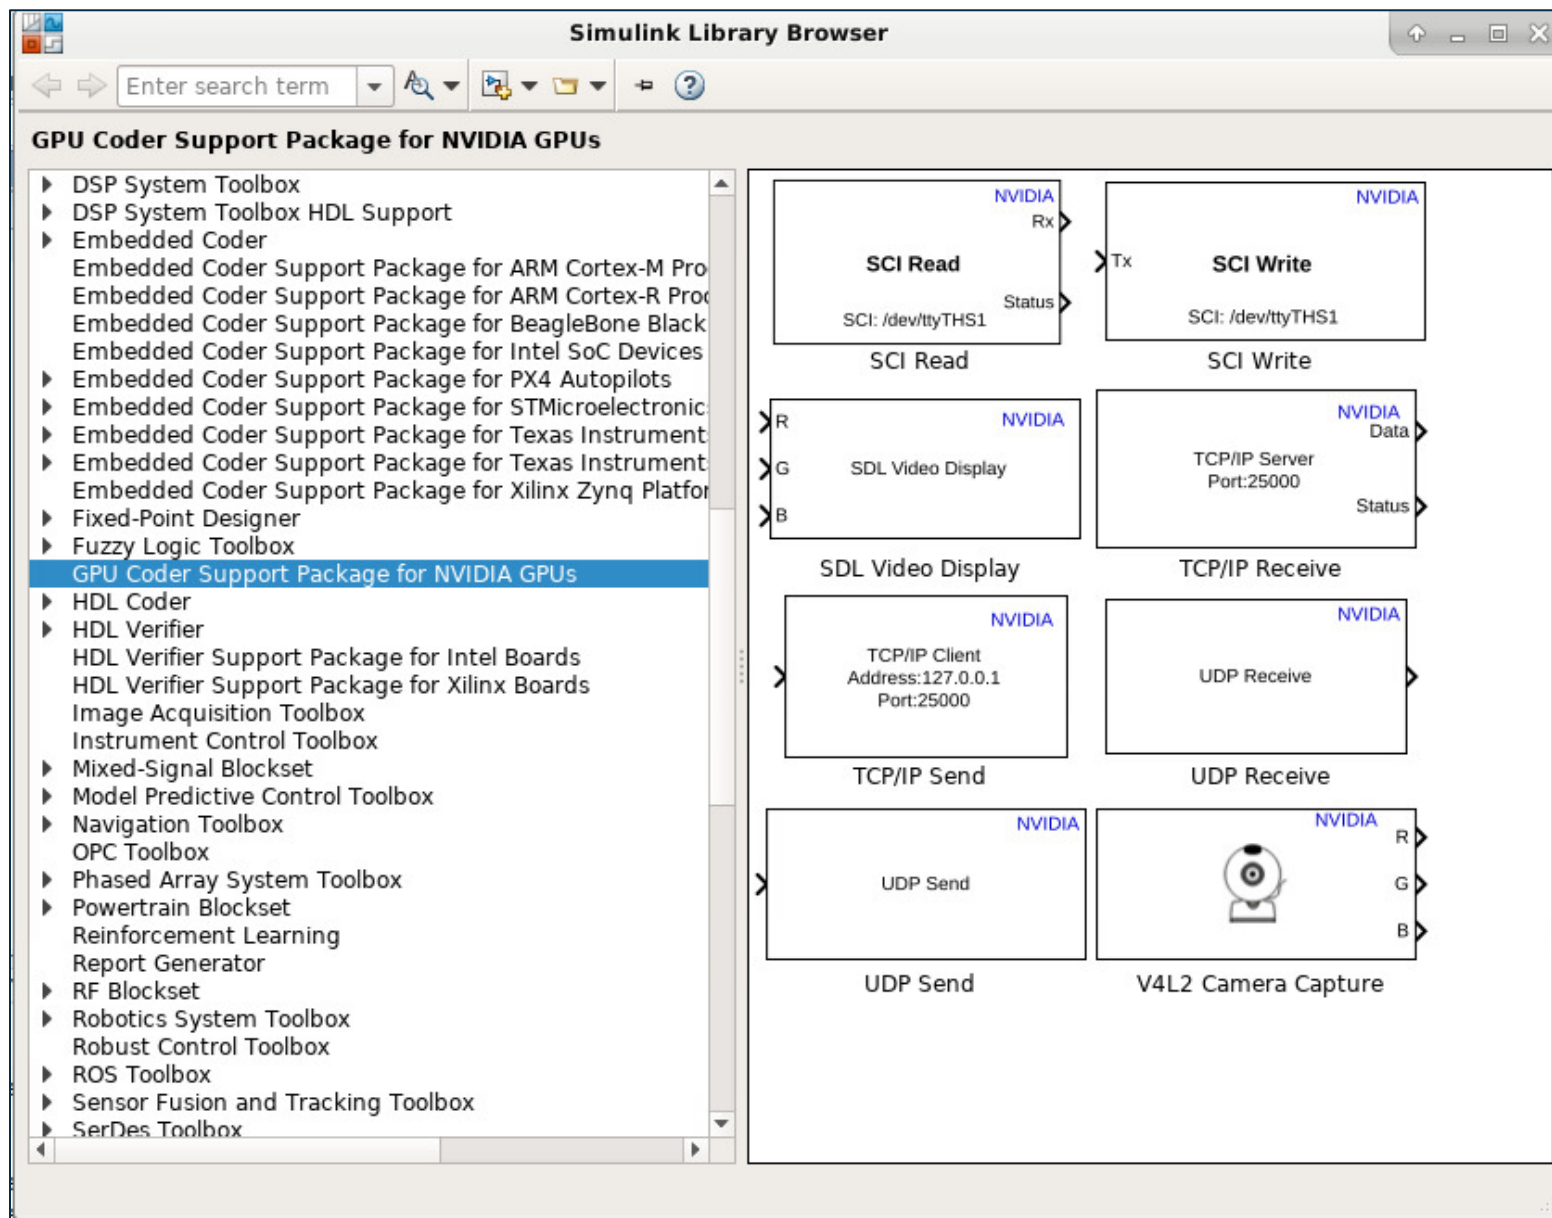 Simulink Library Browser
Enter search term
GPU Coder Support Package for NVIDIA GPUs
DSP System Toolbox
DSP System Toolbox HDL Support
Embedded Coder
Embedded Coder Support Package for ARM Cortex-M Pro
Embedded Coder Support Package for ARM Cortex-R Proc
Embedded Coder Support Package for BeagleBone Black
Embedded Coder Support Package for Intel SoC Devices
Embedded Coder Support Package for PX4 Autopilots
Embedded Coder Support Package for STMicroelectronics
Embedded Coder Support Package for Texas Instruments
Embedded Coder Support Package for Texas Instruments
Embedded Coder Support Package for Xilinx Zynq Platfor
Fixed-Point Designer
Fuzzy Logic Toolbox
GPU Coder Support Package for NVIDIA GPUs
HDL Coder
HDL Verifier
HDL Verifier Support Package for Intel Boards
HDL Verifier Support Package for Xilinx Boards
Image Acquisition Toolbox
Instrument Control Toolbox
Mixed-Signal Blockset
Model Predictive Control Toolbox
Navigation Toolbox
OPC Toolbox
Phased Array System Toolbox
Powertrain Blockset
Reinforcement Learning
Report Generator
RF Blockset
Robotics System Toolbox
Robust Control Toolbox
ROS Toolbox
Sensor Fusion and Tracking Toolbox
SerDes Toolbox
NVIDIA
Rx
SCI Read
Status
SCI: /dev/ttyTHS1
SCI Read
NVIDIA
Tx
SCI Write
SCI: /dev/ttyTHS1
SCI Write
NVIDIA
R
G
B
SDL Video Display
SDL Video Display
NVIDIA
Data
TCP/IP Server
Port:25000
Status
TCP/IP Receive
NVIDIA
TCP/IP Client
Address:127.0.0.1
Port:25000
TCP/IP Send
NVIDIA
UDP Receive
UDP Receive
NVIDIA
UDP Send
UDP Send
NVIDIA
R
G
B
V4L2 Camera Capture